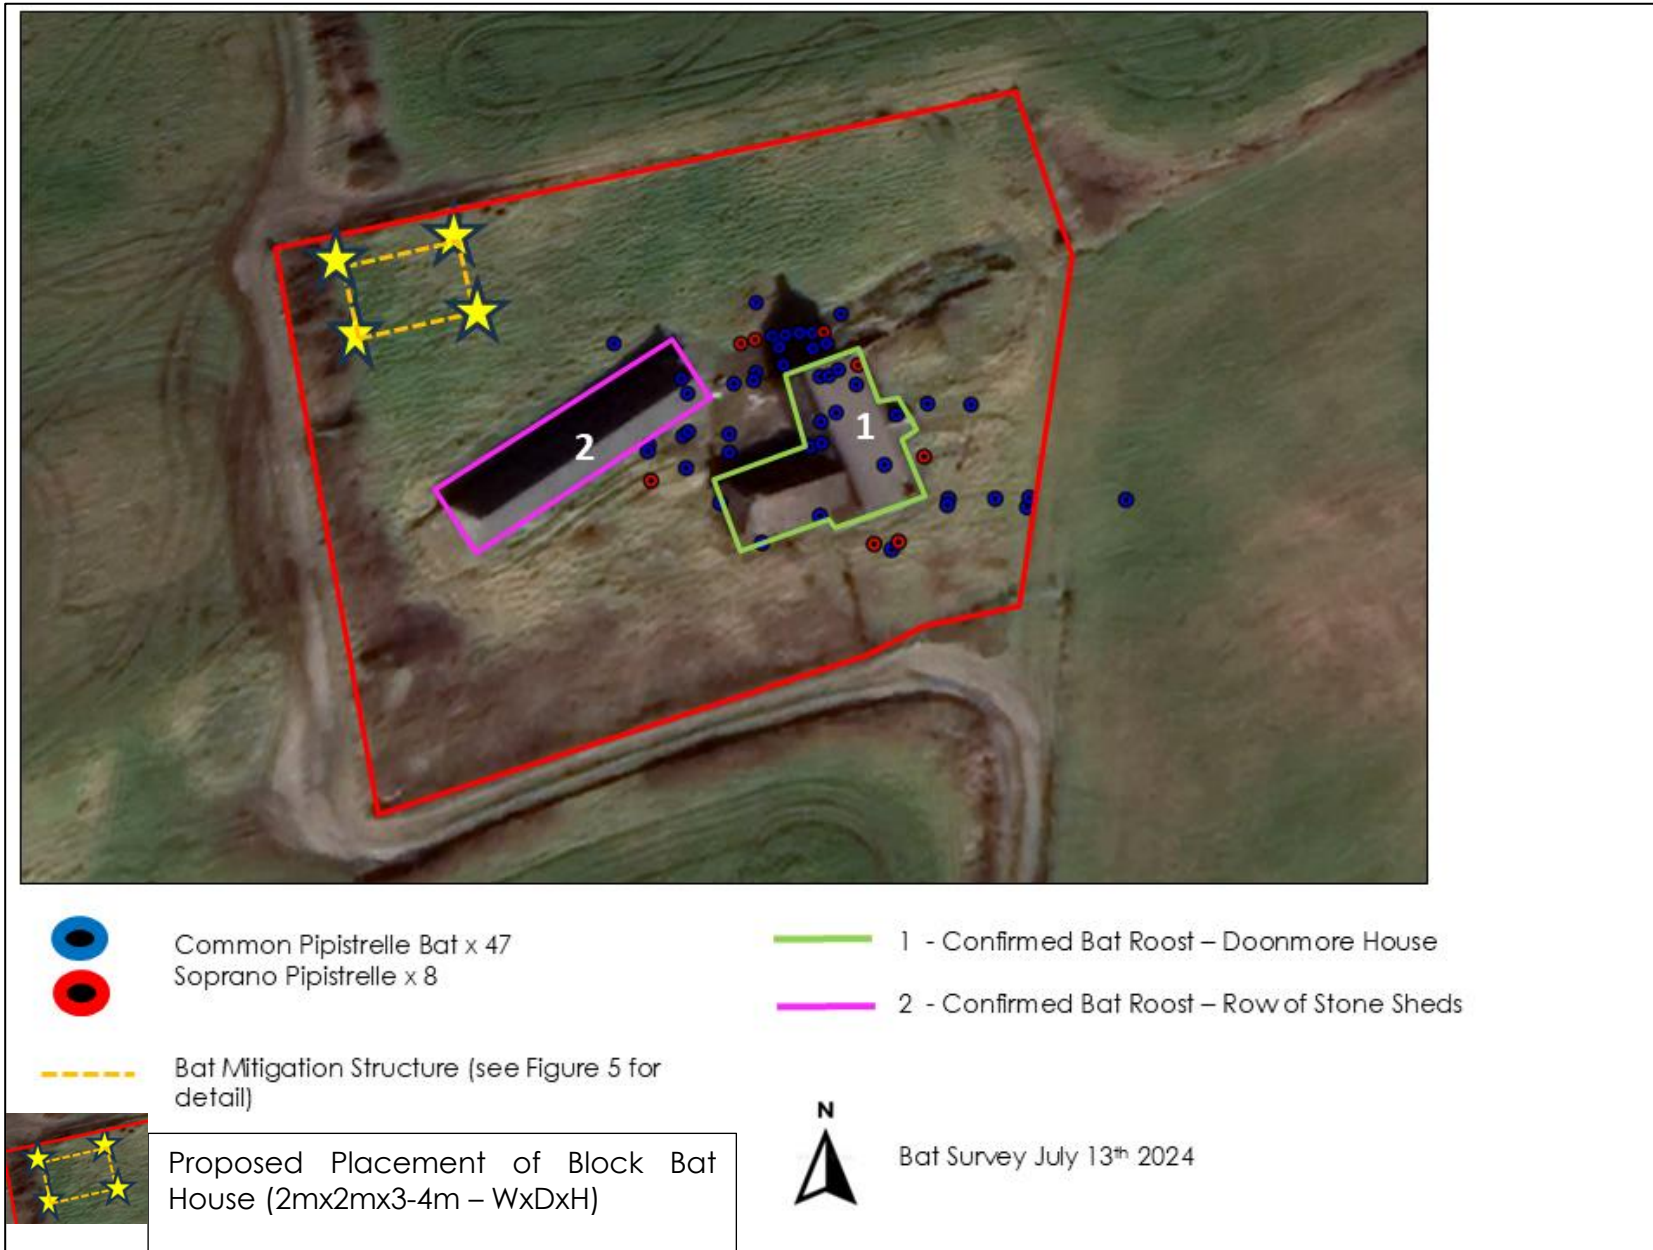 2
1
Common Pipistrelle Bat x 47
Soprano Pipistrelle x 8
1 - Confirmed Bat Roost – Doonmore House
2 - Confirmed Bat Roost – Row of Stone Sheds
Bat Mitigation Structure (see Figure 5 for
detail)
Proposed Placement of Block Bat
House (2mx2mx3-4m – WxDxH)
N
Bat Survey July 13th 2024